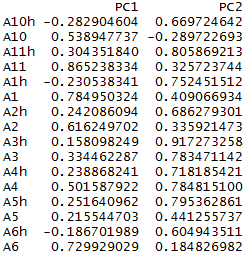 PC1 PC2
A10h -0.282904604 0.669724642
A10 0.538947737 -0.289722693
A11h 0.304351840 0.805869213
A11 0.865238334 0.325723744
A1h -0.230538341 0.752451512
A1 0.784950324 0.409066934
A2h 0.242086094 0.686279301
A2 0.616249702 0.335921473
A3h 0.158098249 0.917273258
A3 0.334462287 0.783471142
A4h 0.238868241 0.718185421
A4 0.501587922 0.784815100
A5h 0.251640962 0.795362861
A5 0.215544703 0.441255737
A6h -0.186701989 0.604943511
A6 0.729929029 0.184826982